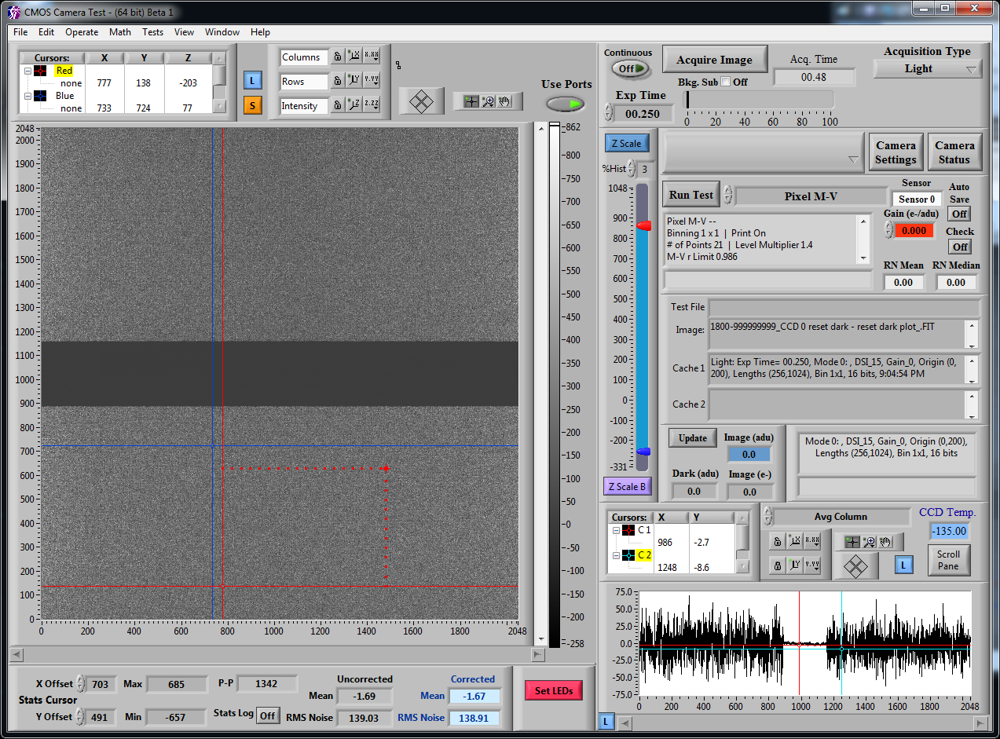 CMOS Camera Test - (64 bit) Beta 1
File Edit Operate Math Tests View Window Help
Cursors: X Y Z
Red
none 777 138 -203
Blue
none 733 724 77
L
S
Columns
Rows
Intensity
Use Ports
Continuous
Off
Acquire Image
Bkg. Sub Off
Acq. Time
00.48
Acquisition Type
Light
Exp Time
00.250
0 20 40 60 80 100
2048
2000
1900
1800
1700
1600
1500
1400
1300
1200
1100
1000
900
800
700
600
500
400
300
200
100
0
0 200 400 600 800 1000 1200 1400 1600 1800 2048
862
800
750
700
650
600
550
500
450
400
350
300
250
200
150
100
50
0
-50
-100
-150
-200
-258
Z Scale
%Hist 3
1048
900
800
700
600
500
400
300
200
100
0
-100
-200
-331
Z Scale B
Camera Settings
Camera Status
Run Test
Pixel M-V
Sensor
Sensor 0
Auto Save
Off
Gain (e-/adu)
0.000
Check
Off
RN Mean RN Median
0.00 0.00
Pixel M-V --
Binning 1 x 1 | Print On
# of Points 21 | Level Multiplier 1.4
M-V r Limit 0.986
Test File
Image: 1800-999999999_CCD 0 reset dark - reset dark plot_.FIT
Cache 1 Light: Exp Time= 00.250, Mode 0: , DSI_15, Gain_0, Origin (0,
200), Lengths (256,1024), Bin 1x1, 16 bits, 9:04:54 PM
Cache 2
Update
Image (adu)
0.0
Dark (adu) Image (e-)
0.0 0.0
Mode 0: , DSI_15, Gain_0, Origin (0,200),
Lengths (256,1024), Bin 1x1, 16 bits
Cursors: X Y
C 1
986 -2.7
C 2
1248 -8.6
Avg Column
CCD Temp.
-135.00
L
Scroll Pane
75.0
50.0
25.0
0.0
-25.0
-50.0
-75.0
0 200 400 600 800 1000 1200 1400 1600 1800 2048
L
X Offset 703 Max 685 P-P 1342
Stats Cursor
Y Offset 491 Min -657 Stats Log Off
Uncorrected Corrected
Mean -1.69 Mean -1.67
RMS Noise 139.03 RMS Noise 138.91
Set LEDs